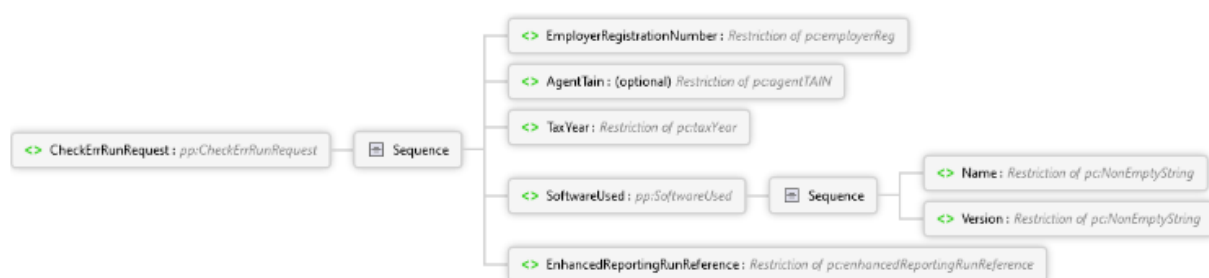 <> EmployerRegistrationNumber : Restriction of pc:employerReg
<> AgentTain : (optional) Restriction of pc:agentTAIN
<> TaxYear : Restriction of pc:taxYear
<> CheckErrRunRequest : pp:CheckErrRunRequest
Sequence
<> SoftwareUsed : pp:SoftwareUsed
Sequence
<> Name : Restriction of pc:NonEmptyString
<> Version : Restriction of pc:NonEmptyString
<> EnhancedReportingRunReference : Restriction of pc:enhancedReportingRunReference